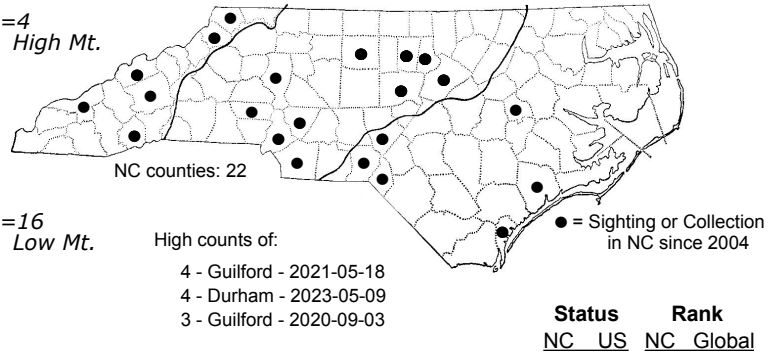 =4
High Mt.
NC counties: 22
=16
Low Mt.
High counts of:
4 - Guilford - 2021-05-18
4 - Durham - 2023-05-09
3 - Guilford - 2020-09-03
● = Sighting or Collection
in NC since 2004
Status Rank
NC US NC Global